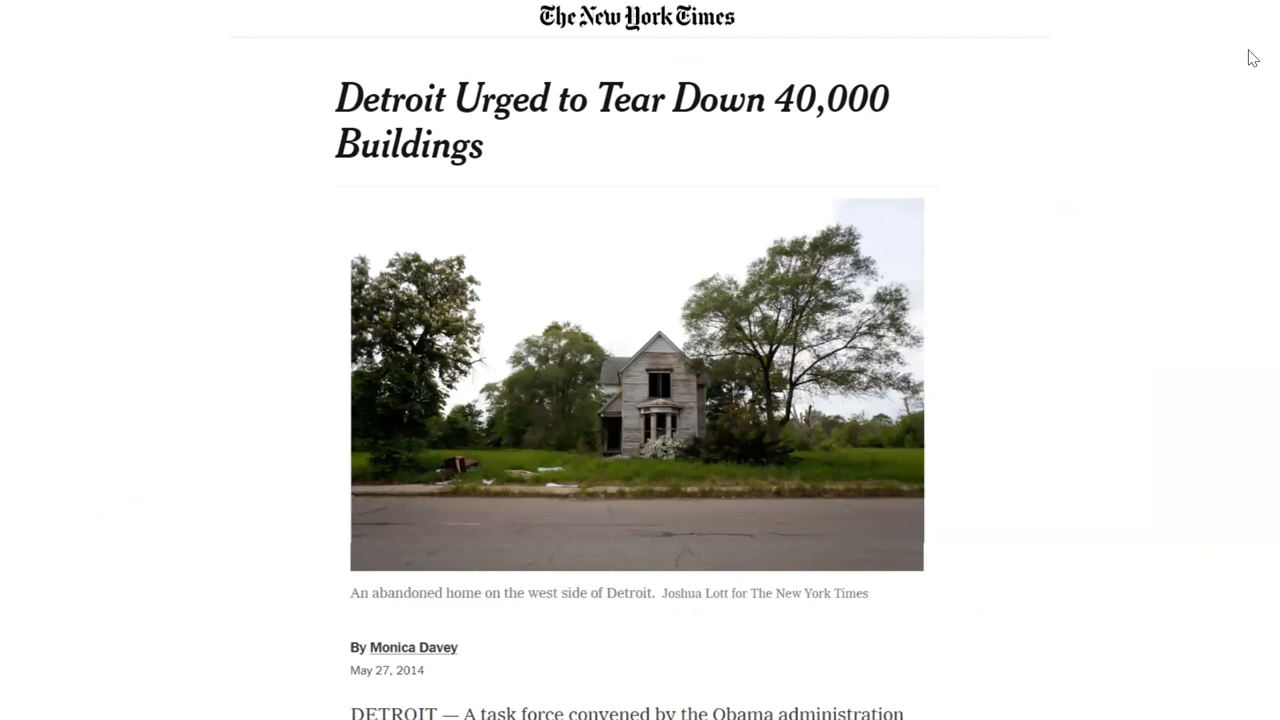 The New York Times
Detroit Urged to Tear Down 40,000
Buildings
An abandoned home on the west side of Detroit. Joshua Lott for The New York Times
By Monica Davey
May 27, 2014
DETROIT — A task force convened by the Obama administration